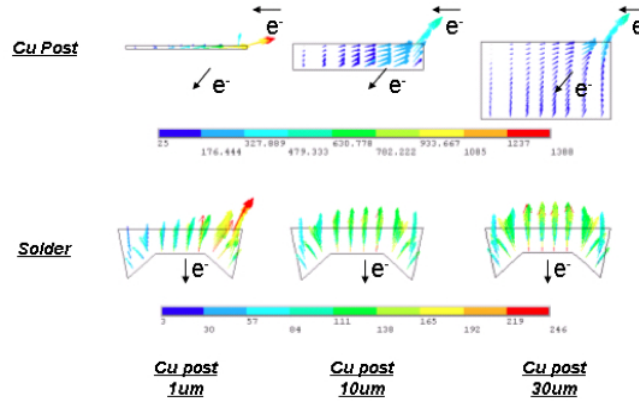 Cu Post
e⁻ e⁻ e⁻
e⁻ e⁻ e⁻
25 327.889 630.778 933.667 1237
176.444 479.333 782.222 1085 1388
Solder
e⁻ e⁻ e⁻
3 57 111 165 219
30 84 138 192 246
Cu post Cu post Cu post
1um 10um 30um